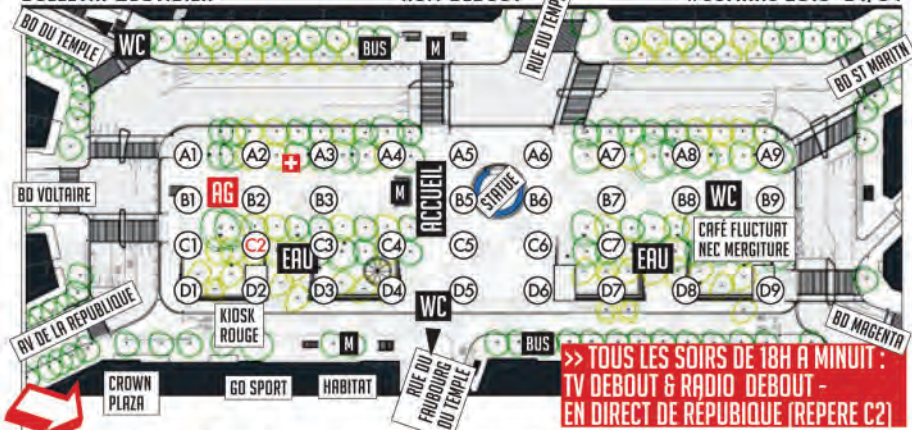 BD DU TEMPLE
WC
BUS
M
RUE DU TEMP
BD ST MARITN
A1 A2 A3 A4 A5 A6 A7 A8 A9
BD VOLTAIRE
AG
M
ACCUEIL
STATUE
WC
B1 B2 B3 B5 B6 B7 B8 B9
CAFÉ FLUCTUAT
NEC MERGITURE
C1 C2 C3 C4 C5 C6 C7
EAU
EAU
D1 D2 D3 D4 D5 D6 D7 D8 D9
WC
AV DE LA REPUBLIQUE
KIOSK
ROUGE
BD MAGENTA
M
BUS
CROWN
PLAZA
GO SPORT
HABITAT
RUE DU
FAUBOURG
DU TEMPLE
>> TOUS LES SOIRS DE 18H A MINUIT :
TV DEBOUT & RADIO DEBOUT -
EN DIRECT DE RÉPUBIQUE (REPERE C2)